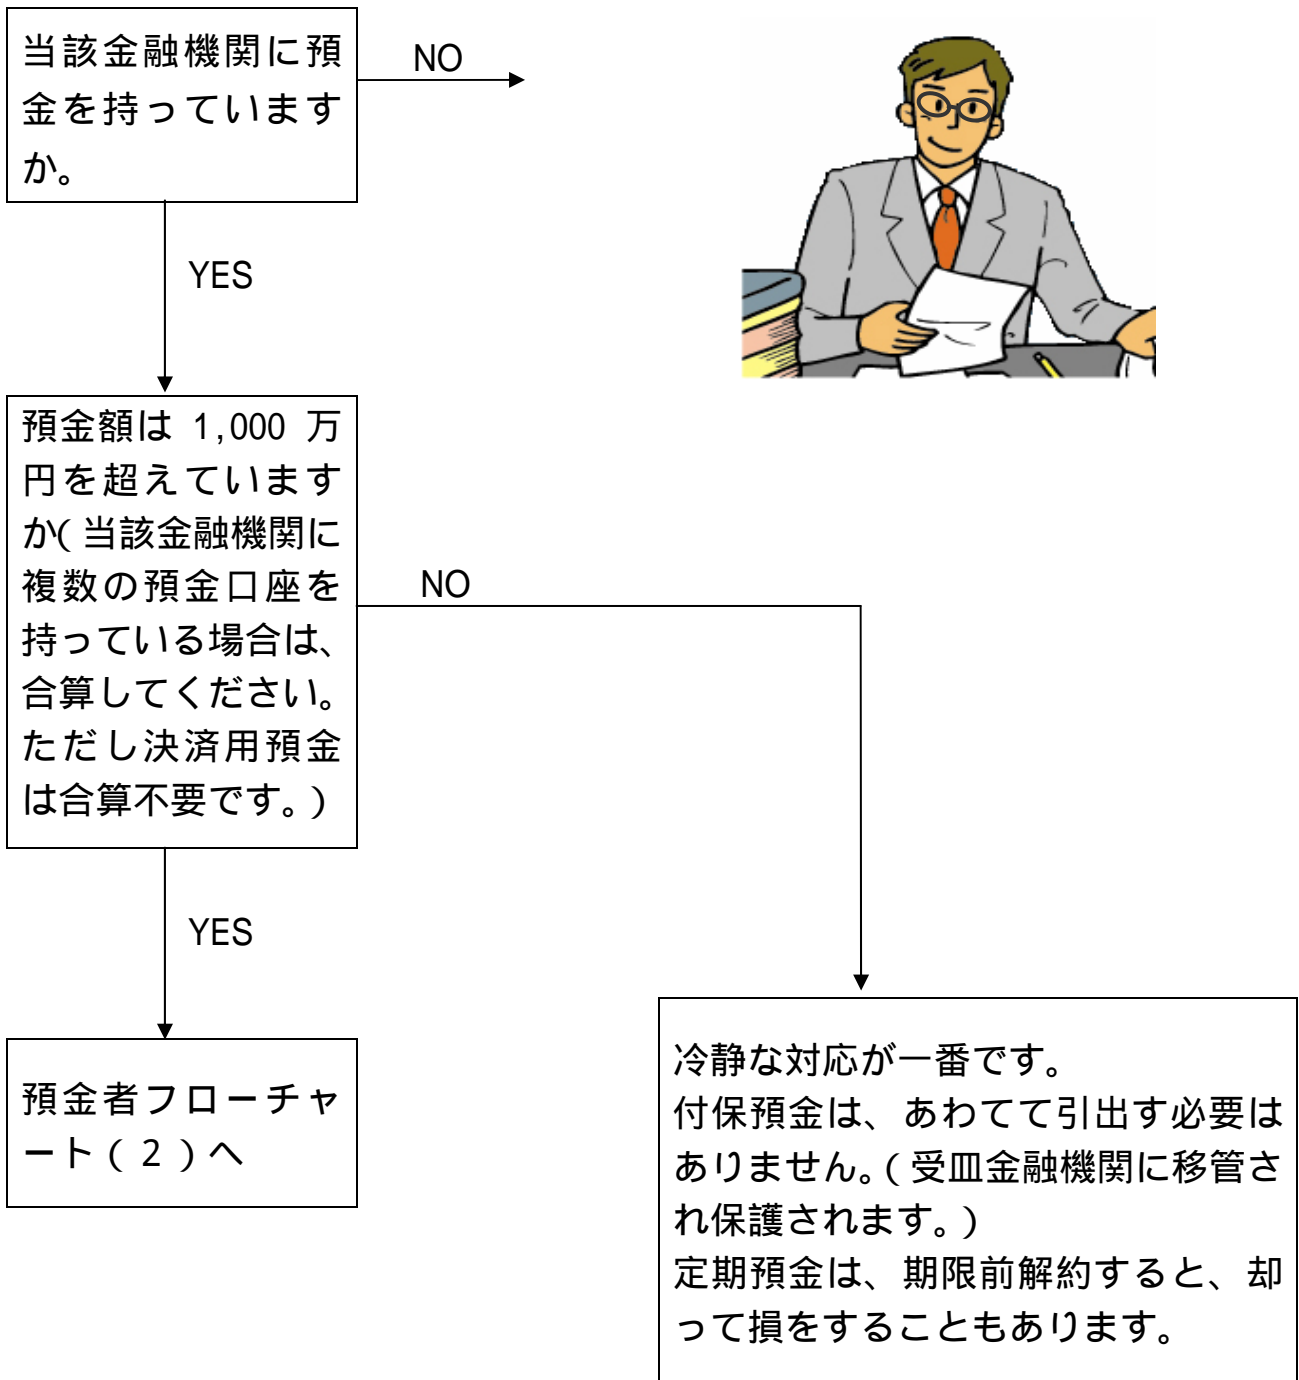 当該金融機関に預
金を持っています
か。
NO
YES
預金額は 1,000 万
円を超えています
か(当該金融機関に
複数の預金口座を
持っている場合は、
合算してください。
ただし決済用預金
は合算不要です。)
NO
YES
預金者フローチャ
ート(2)へ
冷静な対応が一番です。
付保預金は、あわてて引出す必要は
ありません。(受皿金融機関に移管さ
れ保護されます。)
定期預金は、期限前解約すると、却
って損をすることもあります。